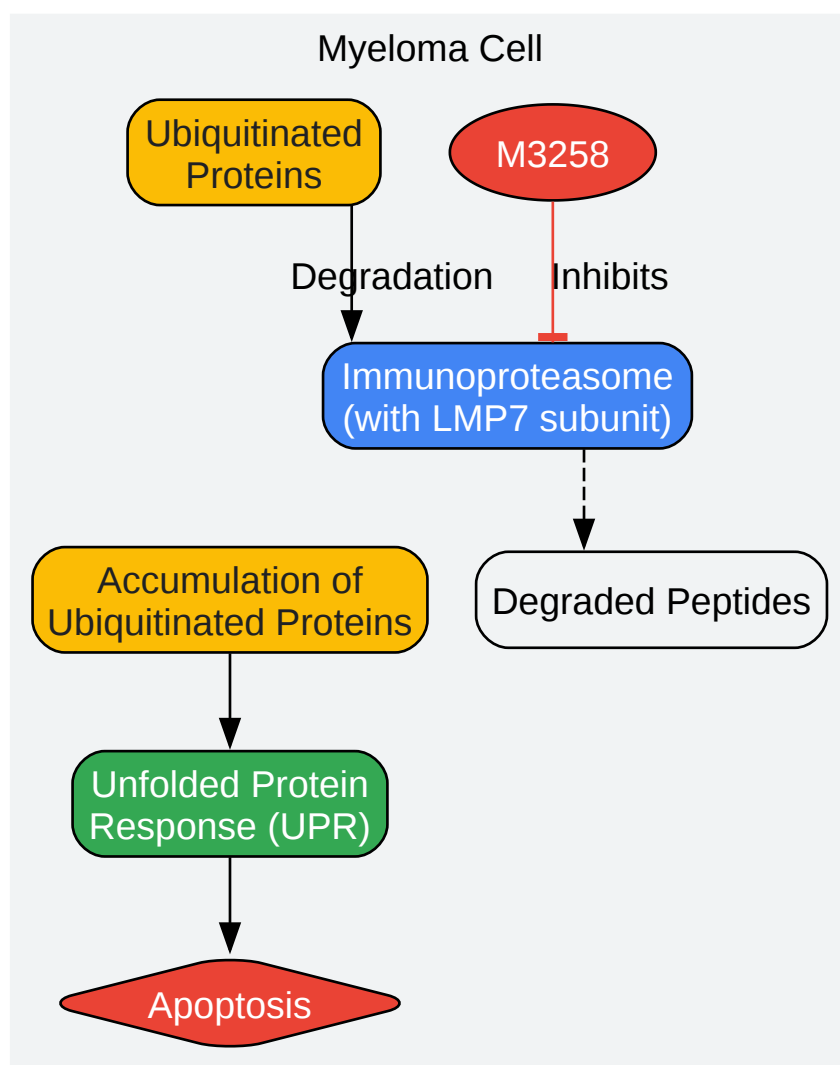 Myeloma Cell
Ubiquitinated
Proteins
M3258
Degradation
Inhibits
Immunoproteasome
(with LMP7 subunit)
Accumulation of
Ubiquitinated Proteins
Degraded Peptides
Unfolded Protein
Response (UPR)
Apoptosis